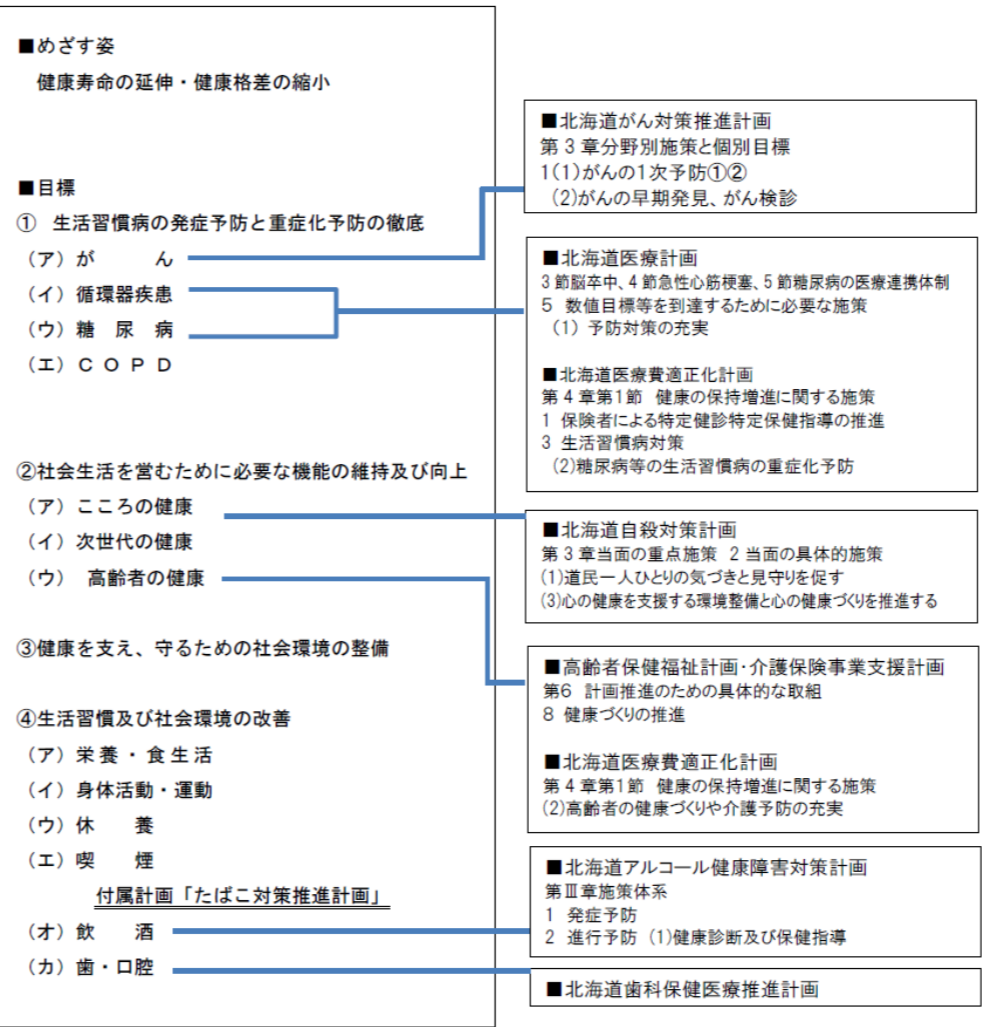 ■めざす姿
健康寿命の延伸・健康格差の縮小
■目標
① 生活習慣病の発症予防と重症化予防の徹底
（ア）が　　ん
（イ）循環器疾患
（ウ）糖　尿　病
（エ）ＣＯＰＤ
②社会生活を営むために必要な機能の維持及び向上
（ア）こころの健康
（イ）次世代の健康
（ウ） 高齢者の健康
③健康を支え、守るための社会環境の整備
④生活習慣及び社会環境の改善
（ア）栄養・食生活
（イ）身体活動・運動
（ウ）休　　養
（エ）喫　　煙
付属計画「たばこ対策推進計画」
（オ）飲　　酒
（カ）歯・口腔
■北海道がん対策推進計画
第３章分野別施策と個別目標
1(1)がんの1次予防①②
(2)がんの早期発見、がん検診
■北海道医療計画
3節脳卒中、4節急性心筋梗塞、5節糖尿病の医療連携体制
5 数値目標等を到達するために必要な施策
(1) 予防対策の充実
■北海道医療費適正化計画
第４章第1節 健康の保持増進に関する施策
1 保険者による特定健診特定保健指導の推進
3 生活習慣病対策
(2)糖尿病等の生活習慣病の重症化予防
■北海道自殺対策計画
第３章当面の重点施策 2 当面の具体的施策
(1)道民一人ひとりの気づきと見守りを促す
(3)心の健康を支援する環境整備と心の健康づくりを推進する
■高齢者保健福祉計画・介護保険事業支援計画
第6 計画推進のための具体的な取組
8 健康づくりの推進
■北海道医療費適正化計画
第４章第1節 健康の保持増進に関する施策
(2)高齢者の健康づくりや介護予防の充実
■北海道アルコール健康障害対策計画
第Ⅲ章施策体系
1 発症予防
2 進行予防 (1)健康診断及び保健指導
■北海道歯科保健医療推進計画